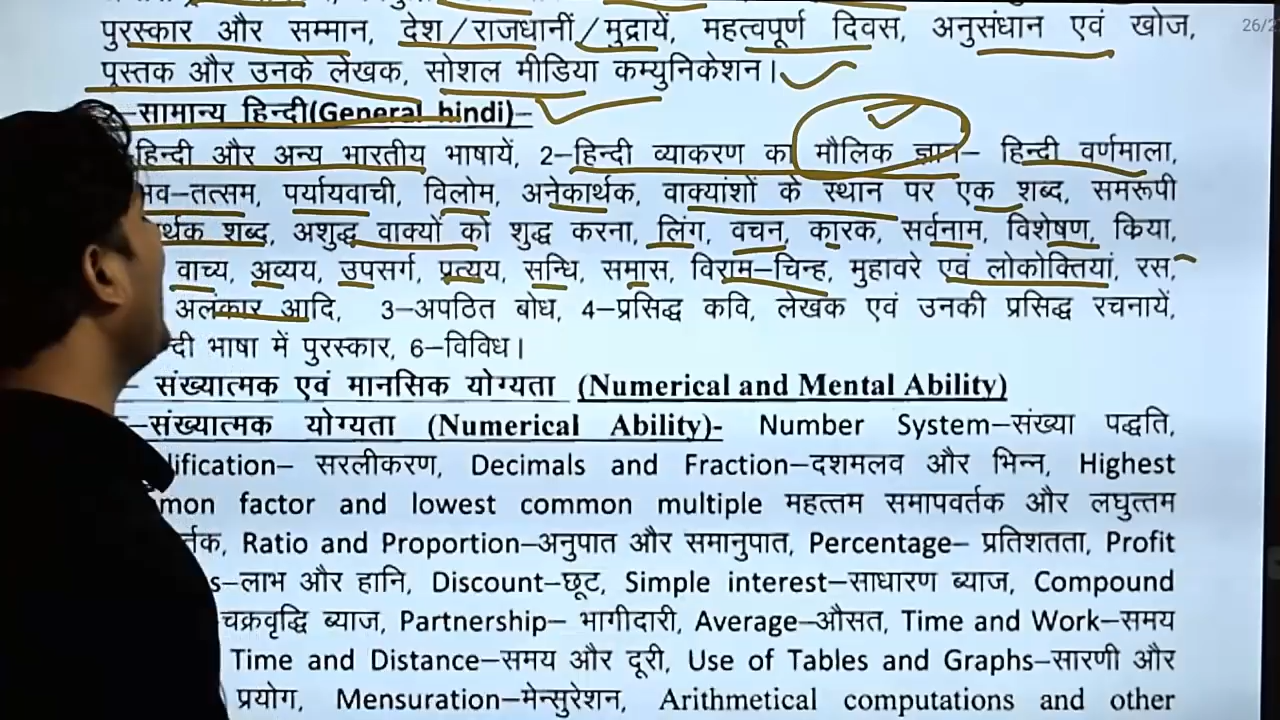 पुरस्कार और सम्मान, देश/राजधानीं/मुद्रायें, महत्वपूर्ण दिवस, अनुसंधान एवं खोज,
26/2
पुस्तक और उनके लेखक, सोशल मीडिया कम्युनिकेशन।
–सामान्य हिन्दी(General hindi)–
हिन्दी और अन्य भारतीय भाषायें, 2–हिन्दी व्याकरण का मौलिक ज्ञान– हिन्दी वर्णमाला,
व–तत्सम, पर्यायवाची, विलोम, अनेकार्थक, वाक्यांशों के स्थान पर एक शब्द, समरूपी
र्थक शब्द, अशुद्ध वाक्यों को शुद्ध करना, लिंग, वचन, कारक, सर्वनाम, विशेषण, किया,
वाच्य, अव्यय, उपसर्ग, प्रत्यय, सन्धि, समास, विराम–चिन्ह, मुहावरे एवं लोकोक्तियां, रस,
अलंकार आदि, 3–अपठित बोध, 4–प्रसिद्ध कवि, लेखक एवं उनकी प्रसिद्ध रचनायें,
दी भाषा में पुरस्कार, 6–विविध।
– संख्यात्मक एवं मानसिक योग्यता (Numerical and Mental Ability)
–संख्यात्मक योग्यता (Numerical Ability)- Number System–संख्या पद्धति,
lification– सरलीकरण, Decimals and Fraction–दशमलव और भिन्न, Highest
mon factor and lowest common multiple महत्तम समापवर्तक और लघुत्तम
र्तक, Ratio and Proportion–अनुपात और समानुपात, Percentage– प्रतिशतता, Profit
s–लाभ और हानि, Discount–छूट, Simple interest–साधारण ब्याज, Compound
चक्रवृद्धि ब्याज, Partnership– भागीदारी, Average–औसत, Time and Work–समय
Time and Distance–समय और दूरी, Use of Tables and Graphs–सारणी और
प्रयोग, Mensuration–मेन्सुरेशन, Arithmetical computations and other